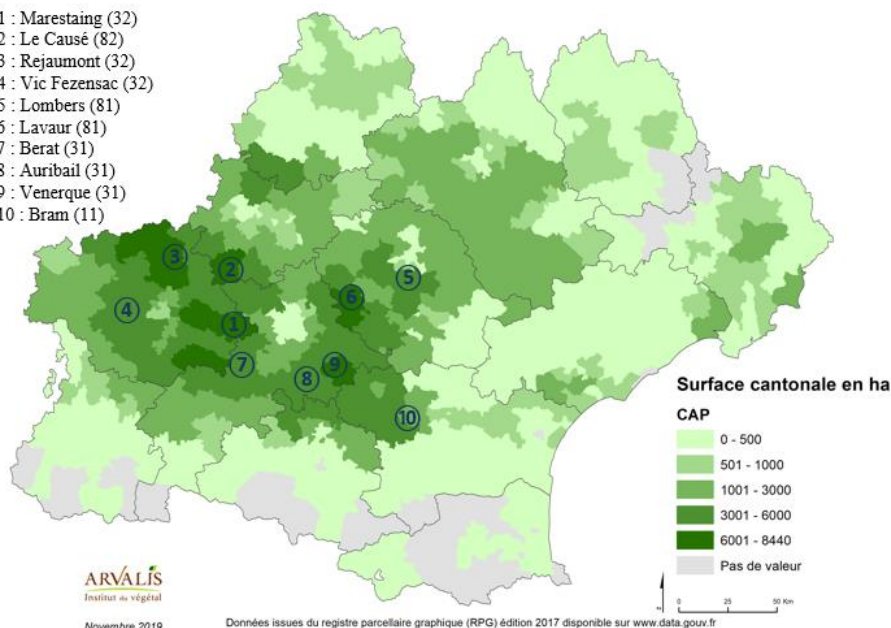 1 : Marestaing (32)
2 : Le Causé (82)
3 : Rejaumont (32)
4 : Vic Fezensac (32)
5 : Lombers (81)
6 : Lavaur (81)
7 : Berat (31)
8 : Auribail (31)
9 : Venerque (31)
10 : Bram (11)
3
2
5
6
4
1
7
9
8
10
Surface cantonale en ha
CAP
0 - 500
501 - 1000
1001 - 3000
3001 - 6000
6001 - 8440
Pas de valeur
ARVALIS
Institut du végétal
0 25 50 Km
Novembre 2019
Données issues du registre parcellaire graphique (RPG) édition 2017 disponible sur www.data.gouv.fr